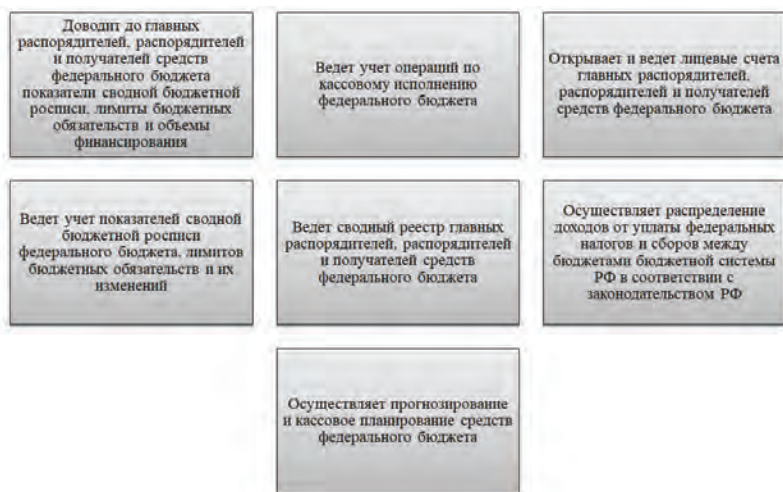 Доводит до главных
распорядителей, распорядителей
и получателей средств
федерального бюджета
показатели сводной бюджетной
росписи, лимиты бюджетных
обязательств и объемы
финансирования
Ведет учет операций по
кассовому исполнению
федерального бюджета
Открывает и ведет лицевые счета
главных распорядителей,
распорядителей и получателей
средств федерального бюджета
Ведет учет показателей сводной
бюджетной росписи
федерального бюджета, лимитов
бюджетных обязательств и их
изменений
Ведет сводный реестр главных
распорядителей, распорядителей
и получателей средств
федерального бюджета
Осуществляет распределение
доходов от уплаты федеральных
налогов и сборов между
бюджетами бюджетной системы
РФ в соответствии с
законодательством РФ
Осуществляет прогнозирование
и кассовое планирование средств
федерального бюджета